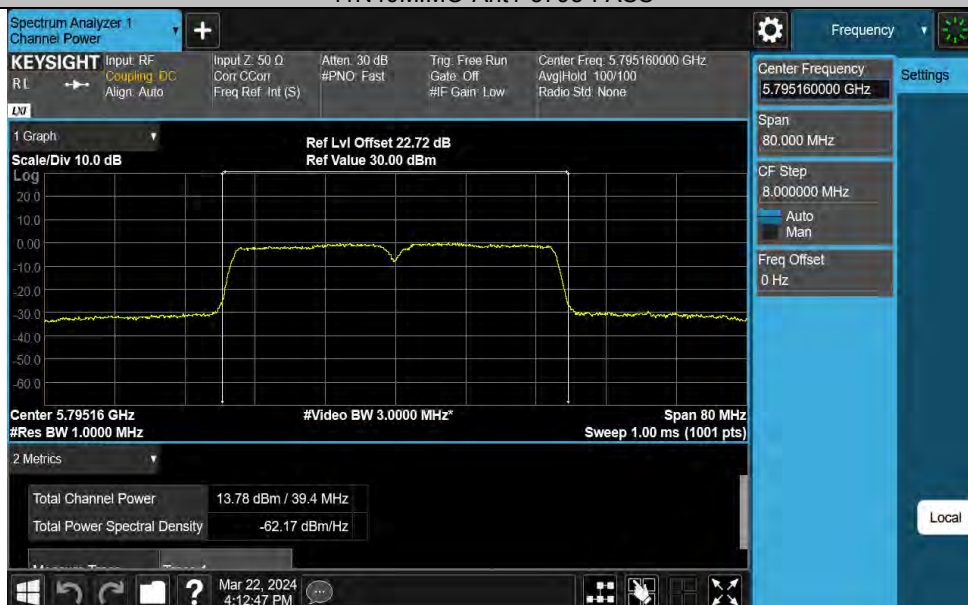 Spectrum Analyzer 1
Channel Power
Frequency
KEYSIGHT
RL
LXI
Input: RF
Coupling: DC
Align: Auto
Input Z: 50 Ω
Corr CCorr
Freq Ref: Int (S)
Atten: 30 dB
#PNO: Fast
Trig: Free Run
Gate: Off
#IF Gain: Low
Center Freq: 5.795160000 GHz
Avg|Hold: 100/100
Radio Std: None
Center Frequency
5.795160000 GHz
Settings
Span
80.000 MHz
CF Step
8.000000 MHz
Auto
Man
Freq Offset
0 Hz
Local
1 Graph
Scale/Div 10.0 dB
Ref Lvl Offset 22.72 dB
Ref Value 30.00 dBm
Log
20.0
10.0
0.00
-10.0
-20.0
-30.0
-40.0
-50.0
-60.0
Center 5.79516 GHz
#Video BW 3.0000 MHz*
Span 80 MHz
#Res BW 1.0000 MHz
Sweep 1.00 ms (1001 pts)
2 Metrics
Total Channel Power 13.78 dBm / 39.4 MHz
Total Power Spectral Density -62.17 dBm/Hz
?
Mar 22, 2024
4:12:47 PM